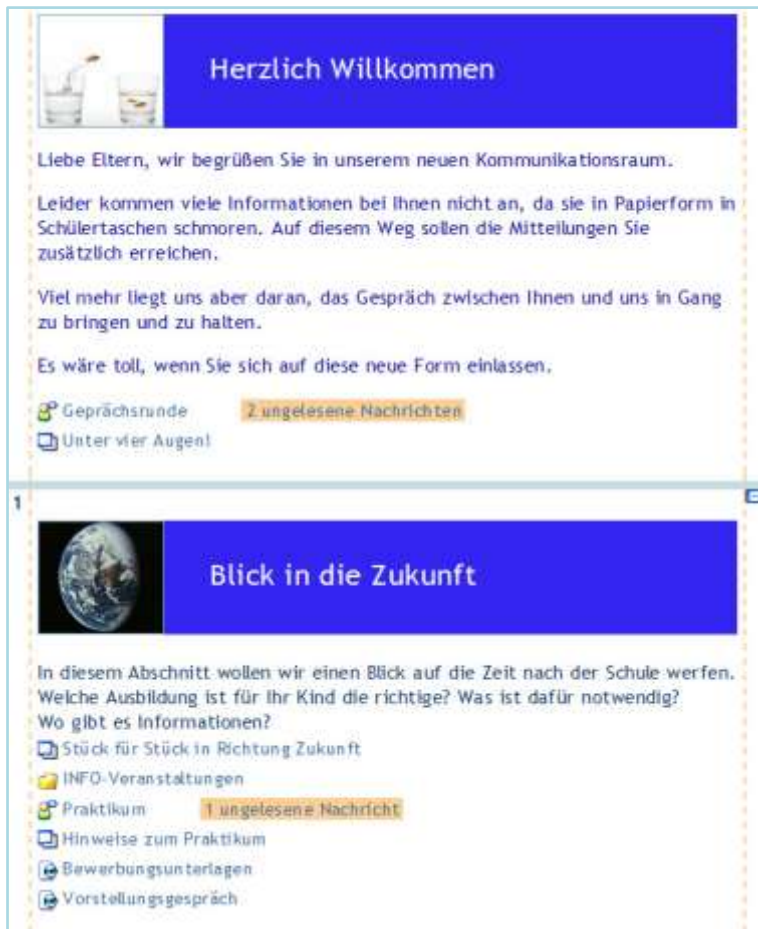 Herzlich Willkommen
Liebe Eltern, wir begrüßen Sie in unserem neuen Kommunikationsraum.
Leider kommen viele Informationen bei Ihnen nicht an, da sie in Papierform in
Schülertaschen schmoren. Auf diesem Weg sollen die Mitteilungen Sie
zusätzlich erreichen.
Viel mehr liegt uns aber daran, das Gespräch zwischen Ihnen und uns in Gang
zu bringen und zu halten.
Es wäre toll, wenn Sie sich auf diese neue Form einlassen.
Geprächsrunde 2 ungelesene Nachrichten
Unter vier Augen!
1
Blick in die Zukunft
In diesem Abschnitt wollen wir einen Blick auf die Zeit nach der Schule werfen.
Welche Ausbildung ist für Ihr Kind die richtige? Was ist dafür notwendig?
Wo gibt es Informationen?
Stück für Stück in Richtung Zukunft
INFO-Veranstaltungen
Praktikum 1 ungelesene Nachricht
Hinweise zum Praktikum
Bewerbungsunterlagen
Vorstellungsgespräch